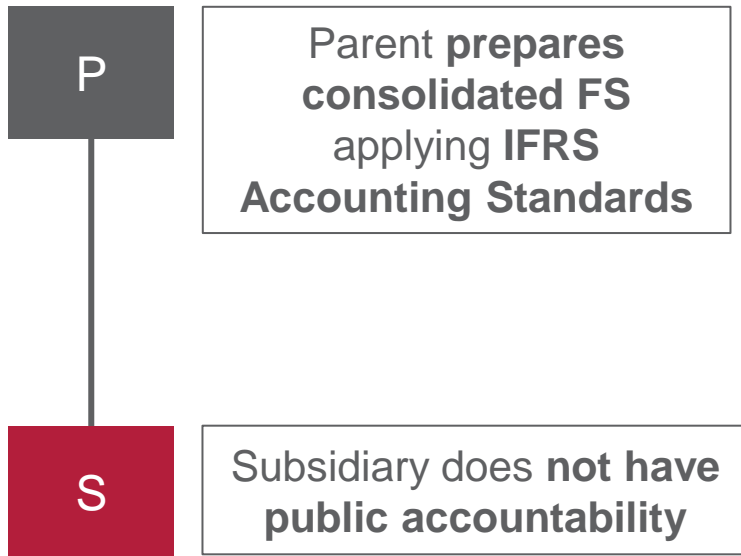 P
Parent prepares
consolidated FS
applying IFRS
Accounting Standards
S
Subsidiary does not have
public accountability